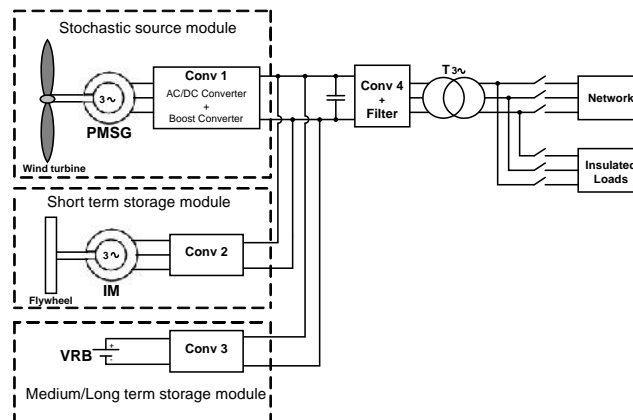 Stochastic source module
Conv 1
AC/DC Converter
+
Boost Converter
3~
PMSG
Wind turbine
Conv 4
+
Filter
T 3~
Network
Insulated
Loads
Short term storage module
3~
IM
Flywheel
Conv 2
VRB
+
-
Conv 3
Medium/Long term storage module